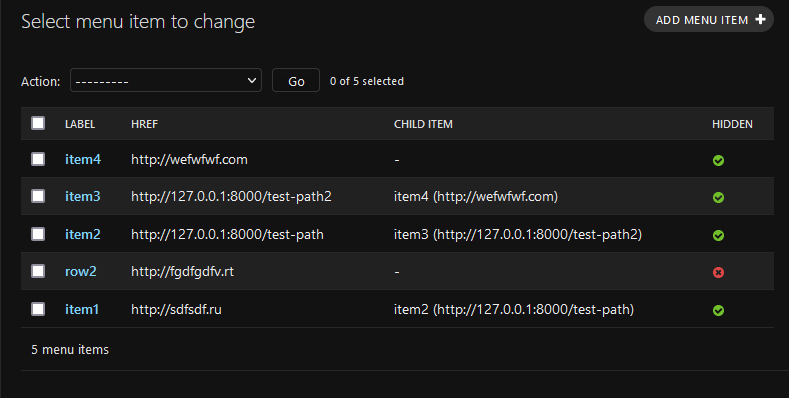 Select menu item to change
ADD MENU ITEM +
Action: --------- Go 0 of 5 selected
LABEL HREF CHILD ITEM HIDDEN
item4 http://wefwfwf.com -
item3 http://127.0.0.1:8000/test-path2 item4 (http://wefwfwf.com)
item2 http://127.0.0.1:8000/test-path item3 (http://127.0.0.1:8000/test-path2)
row2 http://fgdfgdfv.rt -
item1 http://sdfsdf.ru item2 (http://127.0.0.1:8000/test-path)
5 menu items